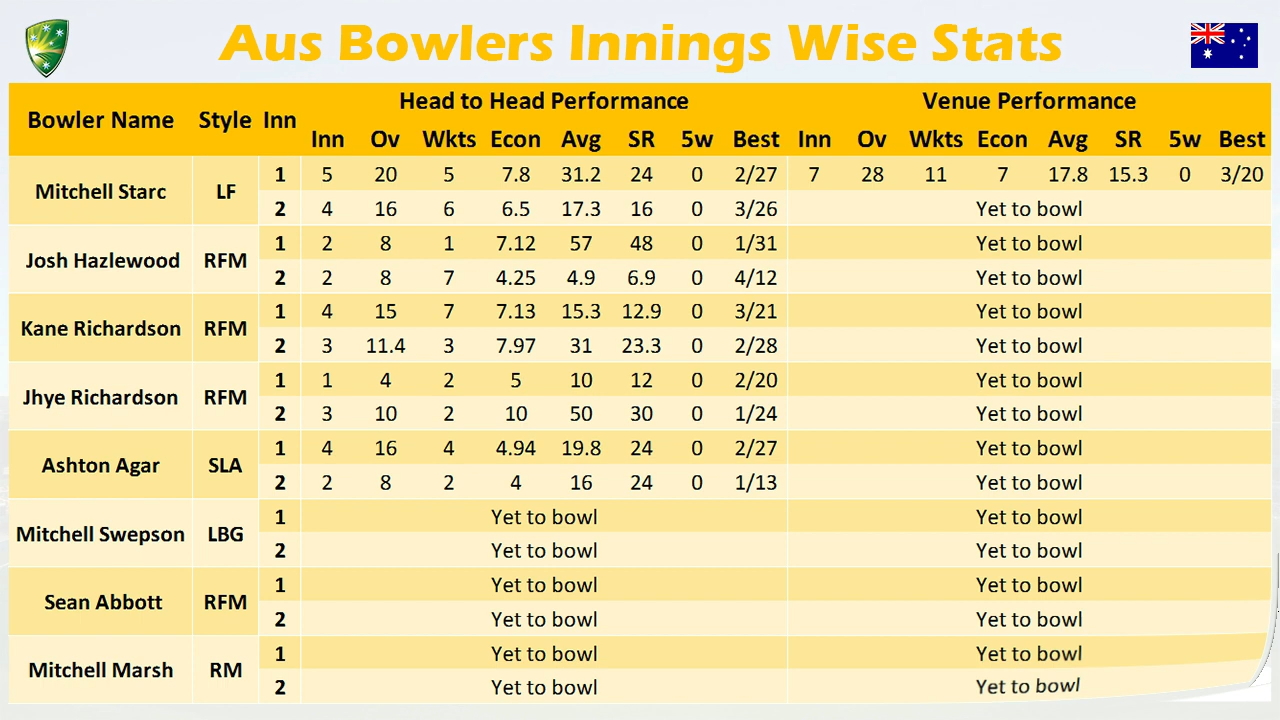 Aus Bowlers Innings Wise Stats
Bowler Name Style Inn Head to Head Performance Venue Performance
Inn Ov Wkts Econ Avg SR 5w Best Inn Ov Wkts Econ Avg SR 5w Best
Mitchell Starc LF 1 5 20 5 7.8 31.2 24 0 2/27 7 28 11 7 17.8 15.3 0 3/20
2 4 16 6 6.5 17.3 16 0 3/26 Yet to bowl
Josh Hazlewood RFM 1 2 8 1 7.12 57 48 0 1/31 Yet to bowl
2 2 8 7 4.25 4.9 6.9 0 4/12 Yet to bowl
Kane Richardson RFM 1 4 15 7 7.13 15.3 12.9 0 3/21 Yet to bowl
2 3 11.4 3 7.97 31 23.3 0 2/28 Yet to bowl
Jhye Richardson RFM 1 1 4 2 5 10 12 0 2/20 Yet to bowl
2 3 10 2 10 50 30 0 1/24 Yet to bowl
Ashton Agar SLA 1 4 16 4 4.94 19.8 24 0 2/27 Yet to bowl
2 2 8 2 4 16 24 0 1/13 Yet to bowl
Mitchell Swepson LBG 1 Yet to bowl Yet to bowl
2 Yet to bowl Yet to bowl
Sean Abbott RFM 1 Yet to bowl Yet to bowl
2 Yet to bowl Yet to bowl
Mitchell Marsh RM 1 Yet to bowl Yet to bowl
2 Yet to bowl Yet to bowl